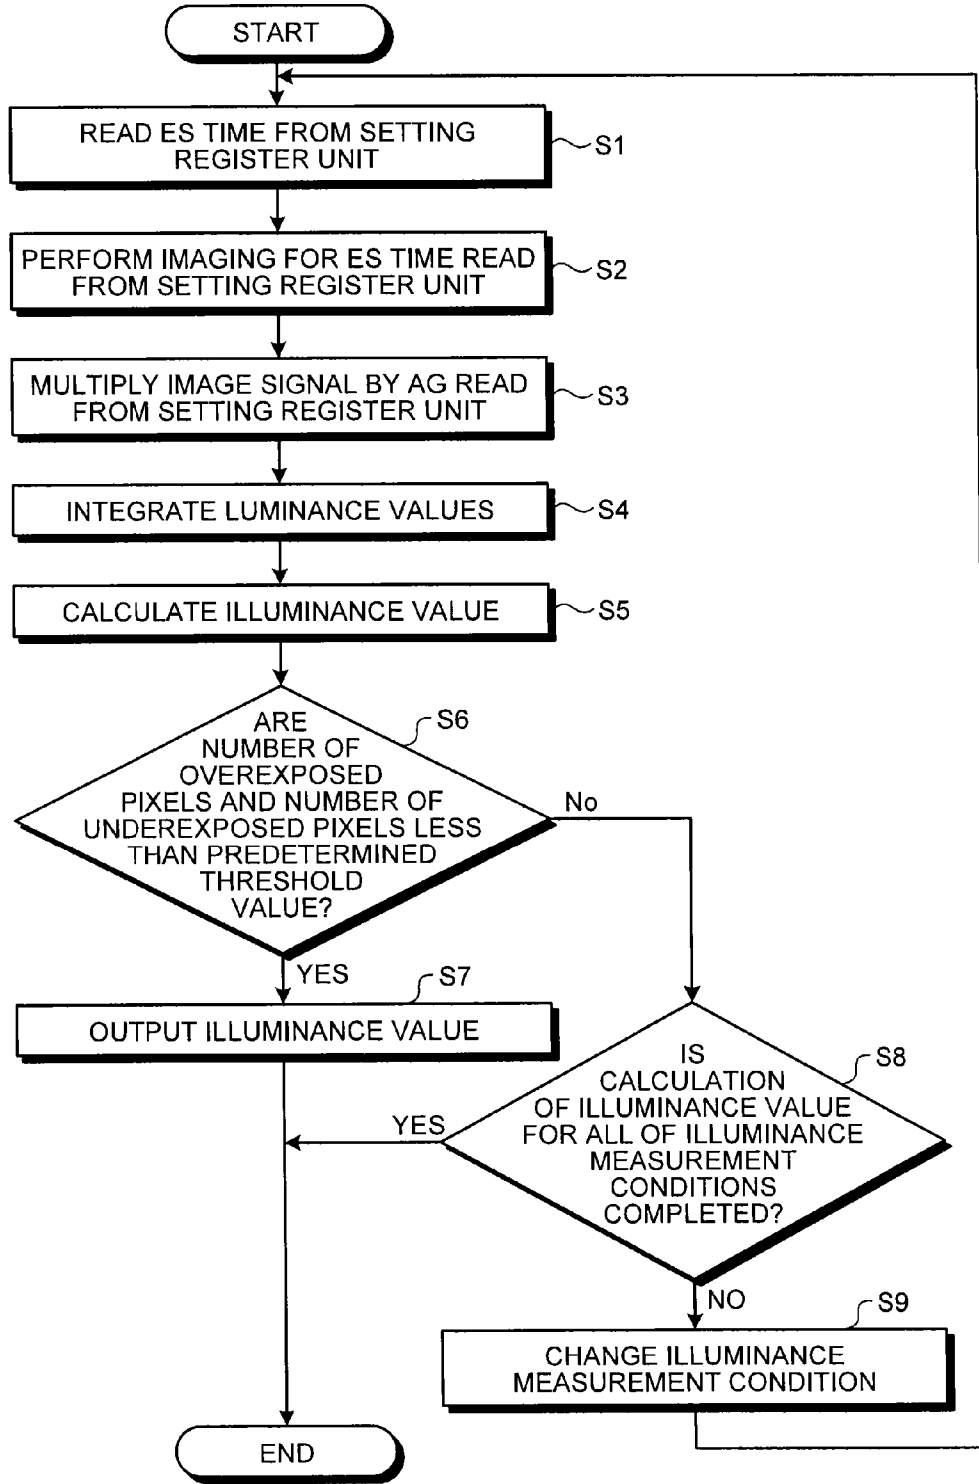 START
READ ES TIME FROM SETTING
REGISTER UNIT
S1
PERFORM IMAGING FOR ES TIME READ
FROM SETTING REGISTER UNIT
S2
MULTIPLY IMAGE SIGNAL BY AG READ
FROM SETTING REGISTER UNIT
S3
INTEGRATE LUMINANCE VALUES
S4
CALCULATE ILLUMINANCE VALUE
S5
ARE
NUMBER OF
OVEREXPOSED
PIXELS AND NUMBER OF
UNDEREXPOSED PIXELS LESS
THAN PREDETERMINED
THRESHOLD
VALUE?
S6
No
YES
S7
OUTPUT ILLUMINANCE VALUE
IS
CALCULATION
OF ILLUMINANCE VALUE
FOR ALL OF ILLUMINANCE
MEASUREMENT
CONDITIONS
COMPLETED?
S8
YES
NO
S9
CHANGE ILLUMINANCE
MEASUREMENT CONDITION
END